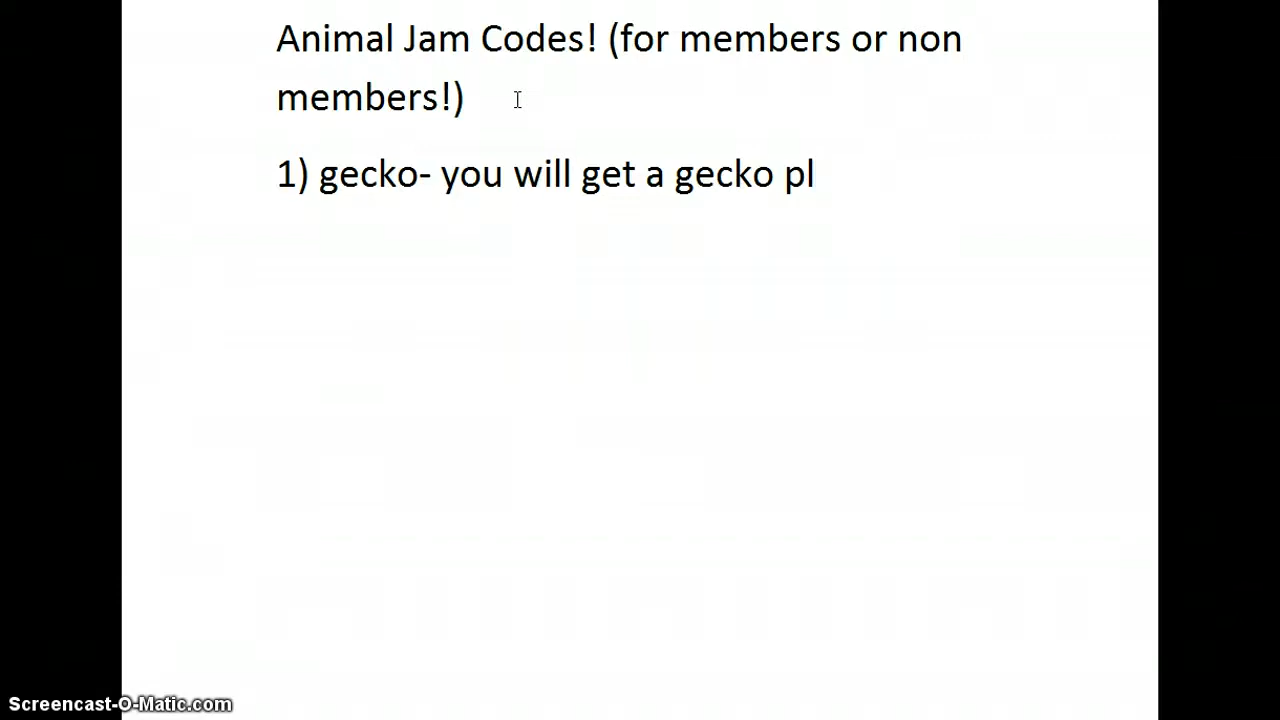 Animal Jam Codes! (for members or non
members!)
1) gecko- you will get a gecko pl
Screencast-O-Matic.com